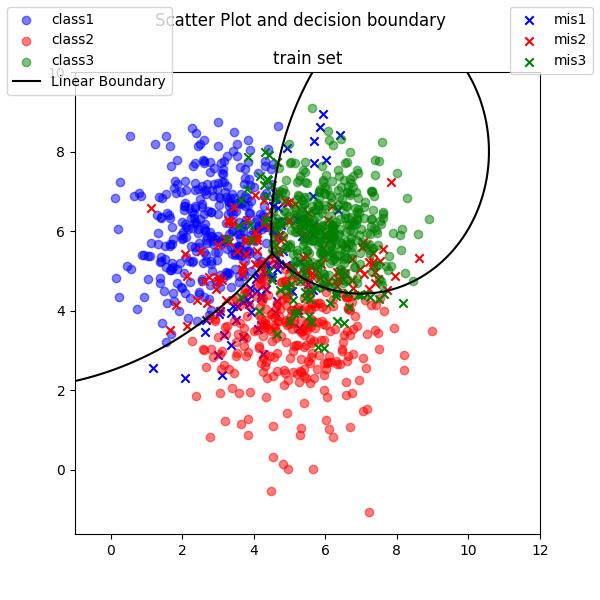 Scatter Plot and decision boundary
train set
class1
class2
class3
Linear Boundary
mis1
mis2
mis3
10
8
6
4
2
0
0 2 4 6 8 10 12